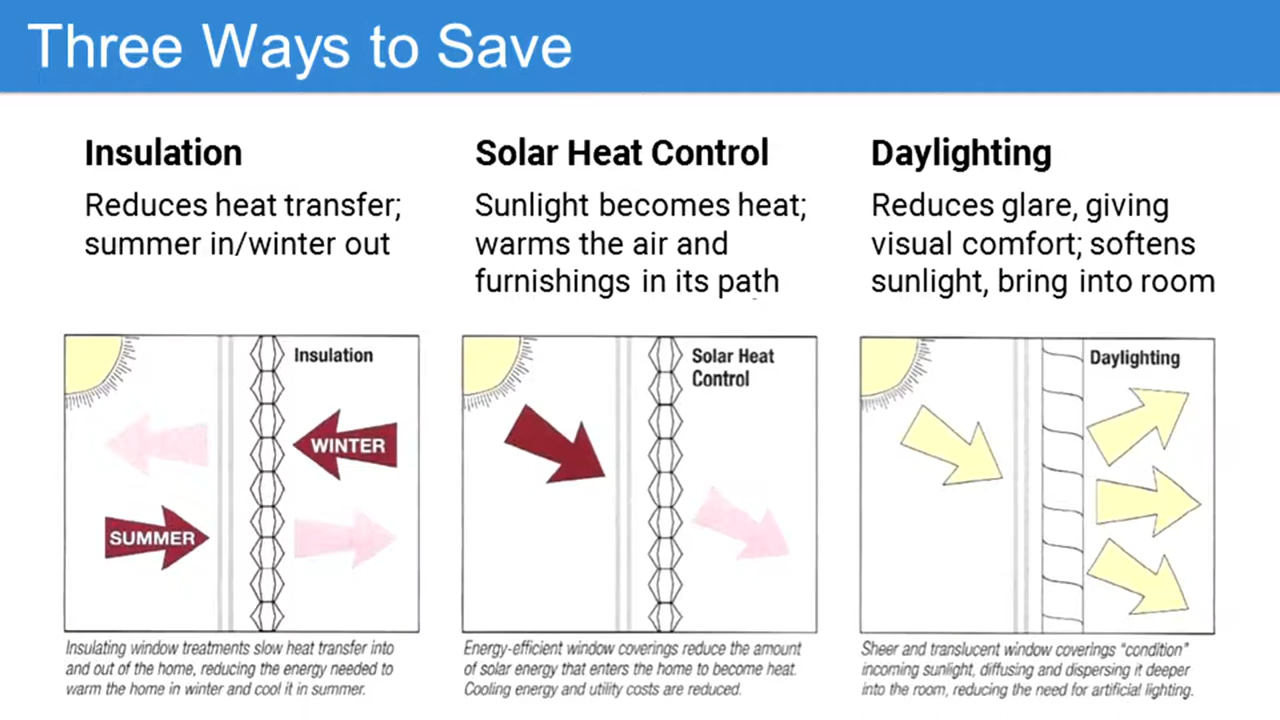 Three Ways to Save
Insulation
Reduces heat transfer;
summer in/winter out
Solar Heat Control
Sunlight becomes heat;
warms the air and
furnishings in its path
Daylighting
Reduces glare, giving
visual comfort; softens
sunlight, bring into room
Insulation
WINTER
SUMMER
Insulating window treatments slow heat transfer into
and out of the home, reducing the energy needed to
warm the home in winter and cool it in summer.
Solar Heat
Control
Energy-efficient window coverings reduce the amount
of solar energy that enters the home to become heat.
Cooling energy and utility costs are reduced.
Daylighting
Sheer and translucent window coverings "condition"
incoming sunlight, diffusing and dispersing it deeper
into the room, reducing the need for artificial lighting.